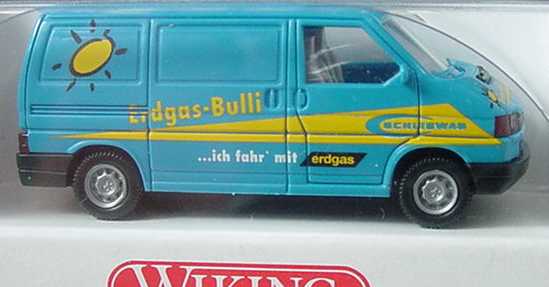 Erdgas-Bulli
SCHLESWAG
...ich fahr' mit erdgas
WIKING